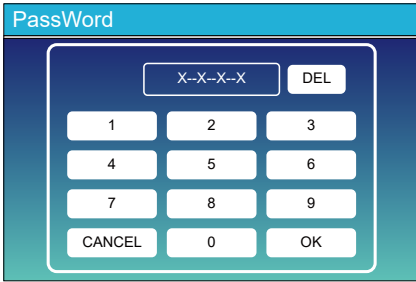 PassWord
X--X--X--X DEL
1 2 3
4 5 6
7 8 9
CANCEL 0 OK